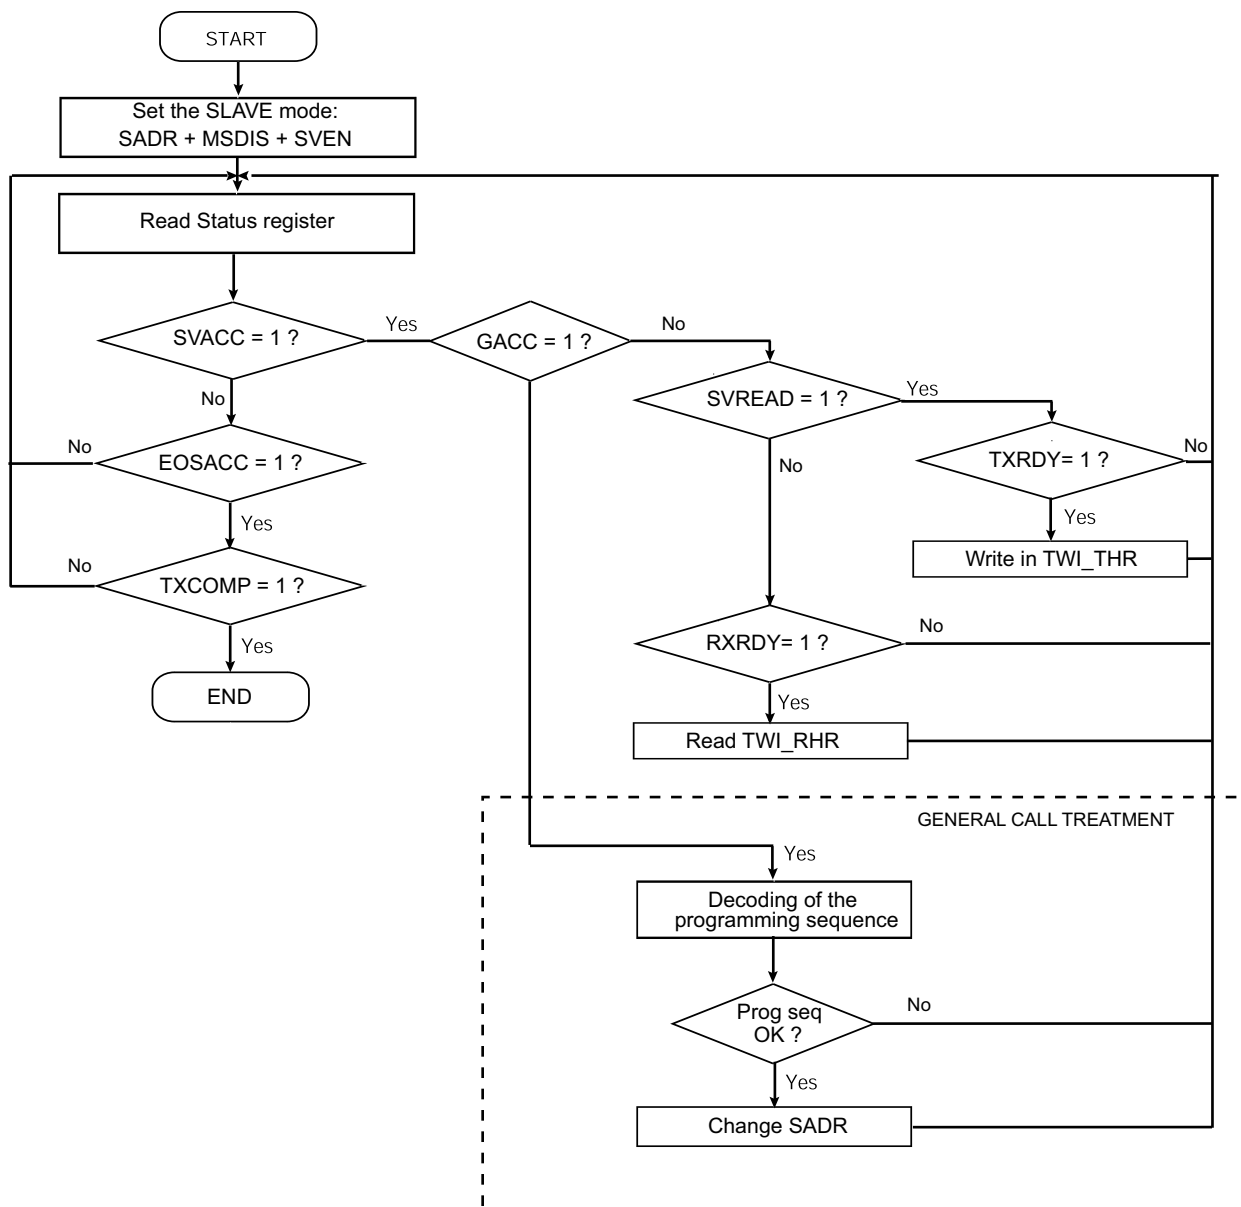 START
Set the SLAVE mode:
SADR + MSDIS + SVEN
Read Status register
SVACC = 1 ?
Yes
GACC = 1 ?
No
SVREAD = 1 ?
Yes
No
EOSACC = 1 ?
No
No
TXRDY= 1 ?
No
Yes
Yes
Write in TWI_THR
TXCOMP = 1 ?
No
Yes
END
RXRDY= 1 ?
No
Yes
Read TWI_RHR
GENERAL CALL TREATMENT
Yes
Decoding of the
programming sequence
Prog seq
OK ?
No
Yes
Change SADR